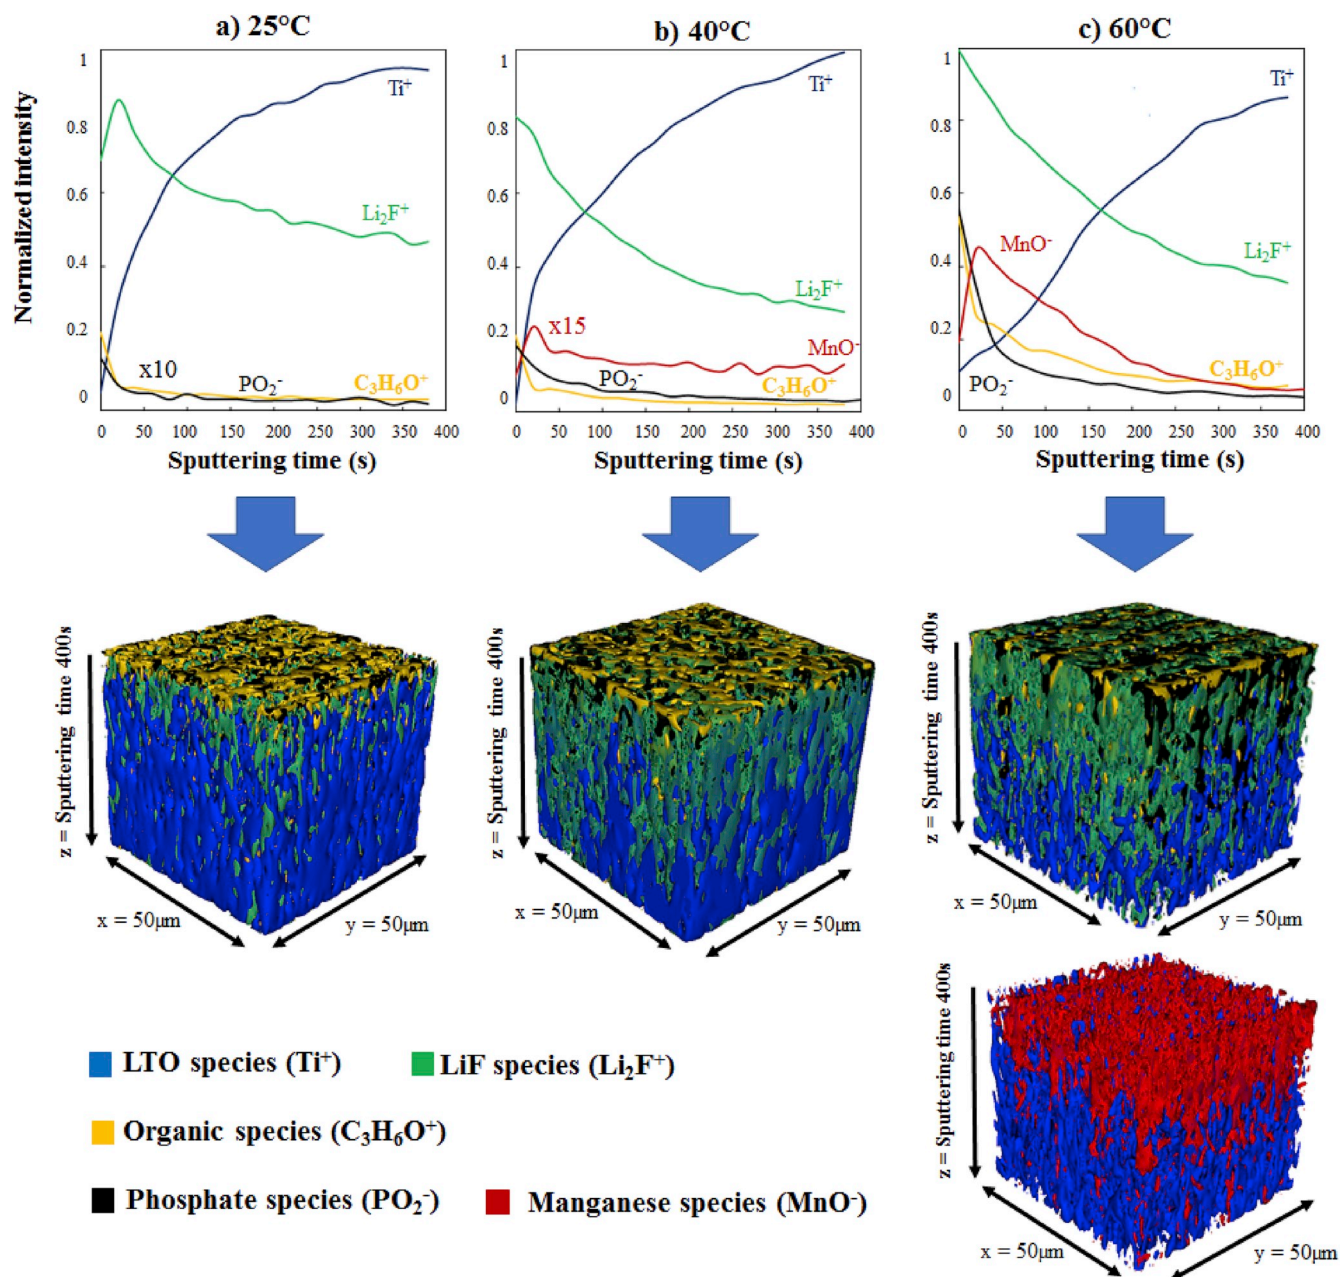 a) 25°C
b) 40°C
c) 60°C
Normalized intensity
1
0.8
0.6
0.4
0.2
0
Ti⁺
Li₂F⁺
x10
PO₂⁻
C₃H₆O⁺
0 50 100 150 200 250 300 350 400
Sputtering time (s)
1
0.8
0.6
0.4
0.2
0
Ti⁺
Li₂F⁺
x15
MnO⁻
PO₂⁻
C₃H₆O⁺
0 50 100 150 200 250 300 350 400
Sputtering time (s)
1
0.8
0.6
0.4
0.2
0
Ti⁺
MnO⁻
Li₂F⁺
C₃H₆O⁺
PO₂⁻
0 50 100 150 200 250 300 350 400
Sputtering time (s)
z = Sputtering time 400s
x = 50μm
y = 50μm
z = Sputtering time 400s
x = 50μm
y = 50μm
z = Sputtering time 400s
x = 50μm
y = 50μm
z = Sputtering time 400s
x = 50μm
y = 50μm
LTO species (Ti⁺)
LiF species (Li₂F⁺)
Organic species (C₃H₆O⁺)
Phosphate species (PO₂⁻)
Manganese species (MnO⁻)